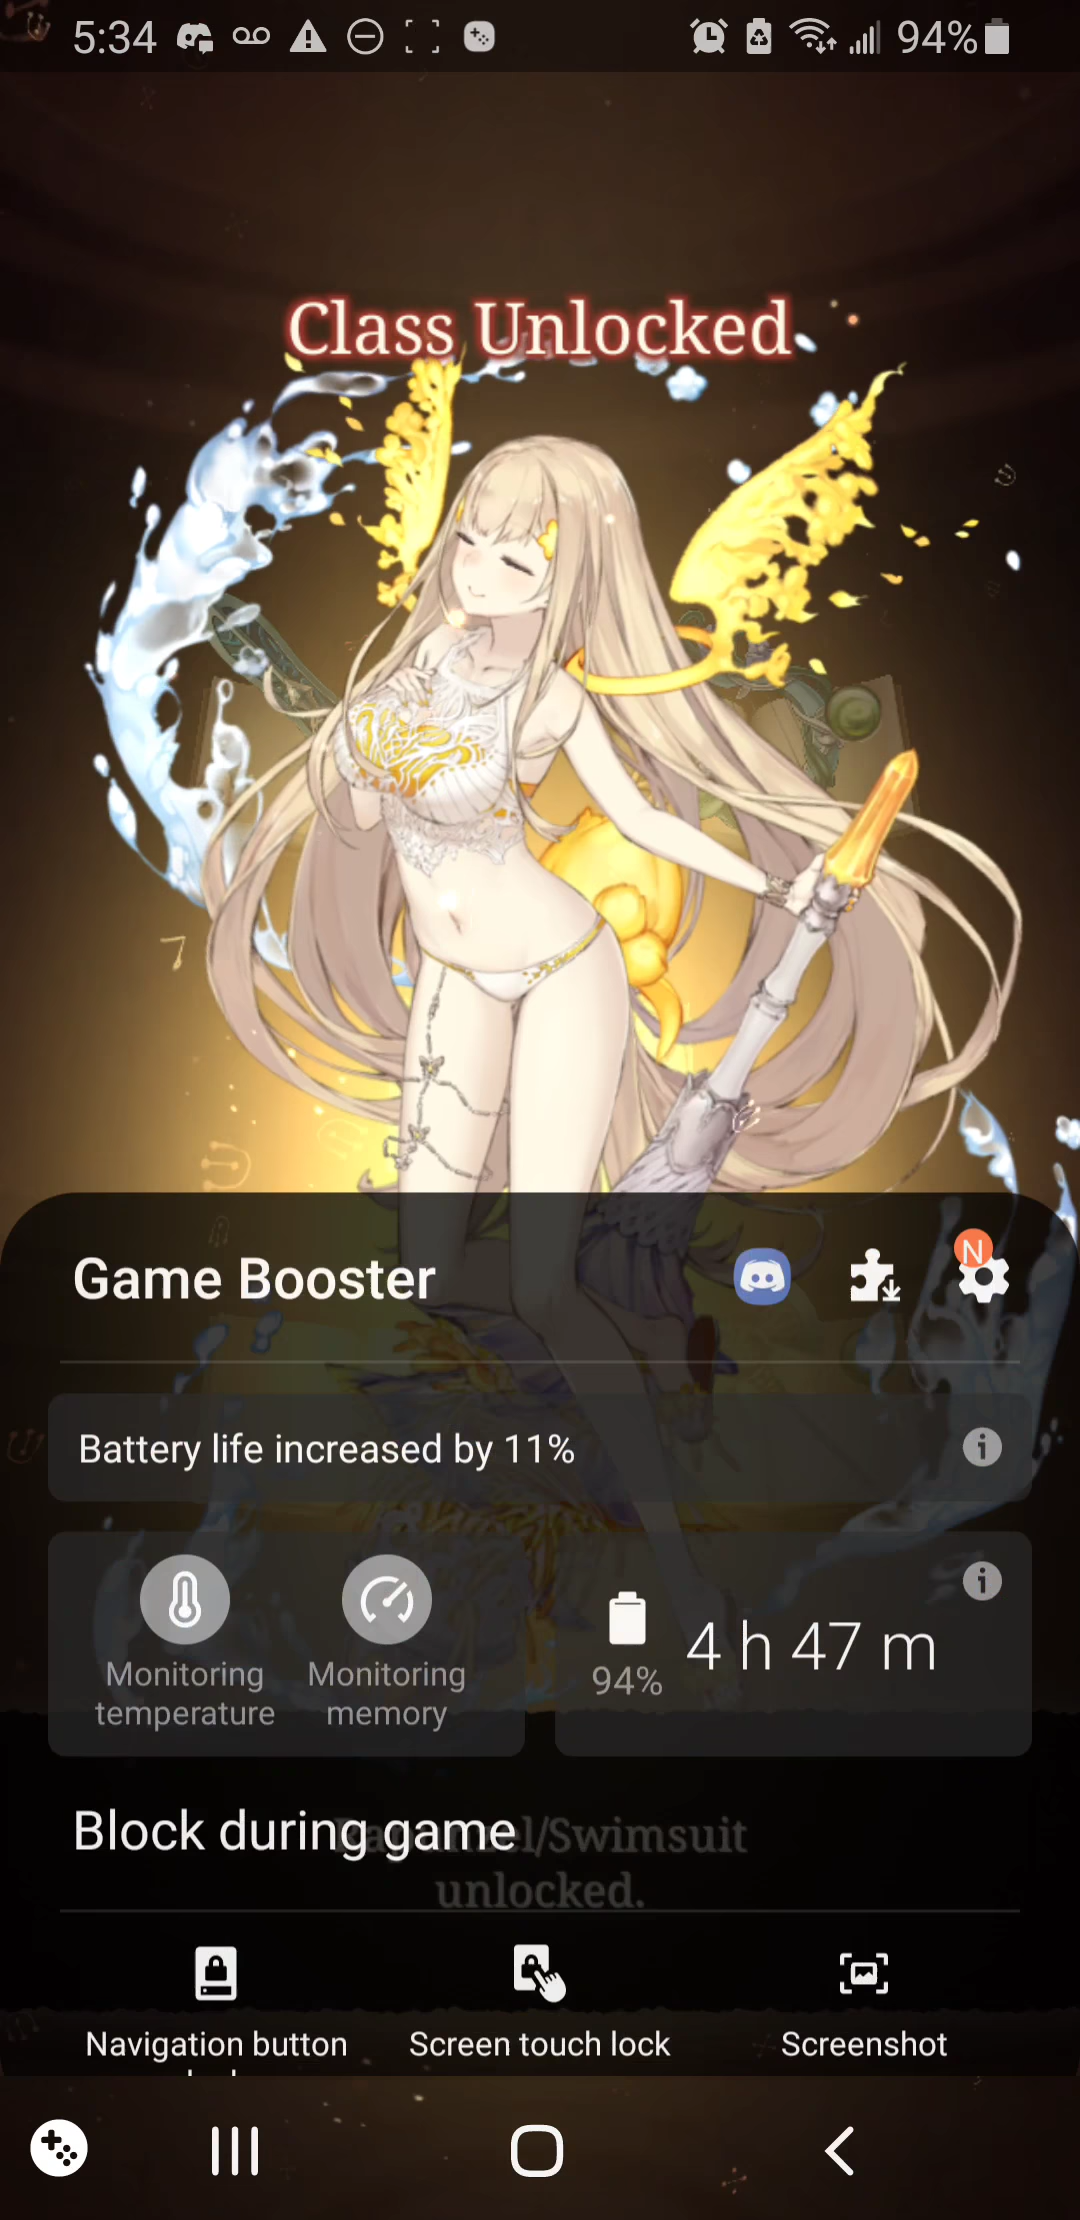 5:34
94%
Class Unlocked
N
Game Booster
Battery life increased by 11%
Monitoring temperature
Monitoring memory
94%
4 h 47 m
Block during game
Rapunzel/Swimsuit
unlocked.
Navigation button
Screen touch lock
Screenshot